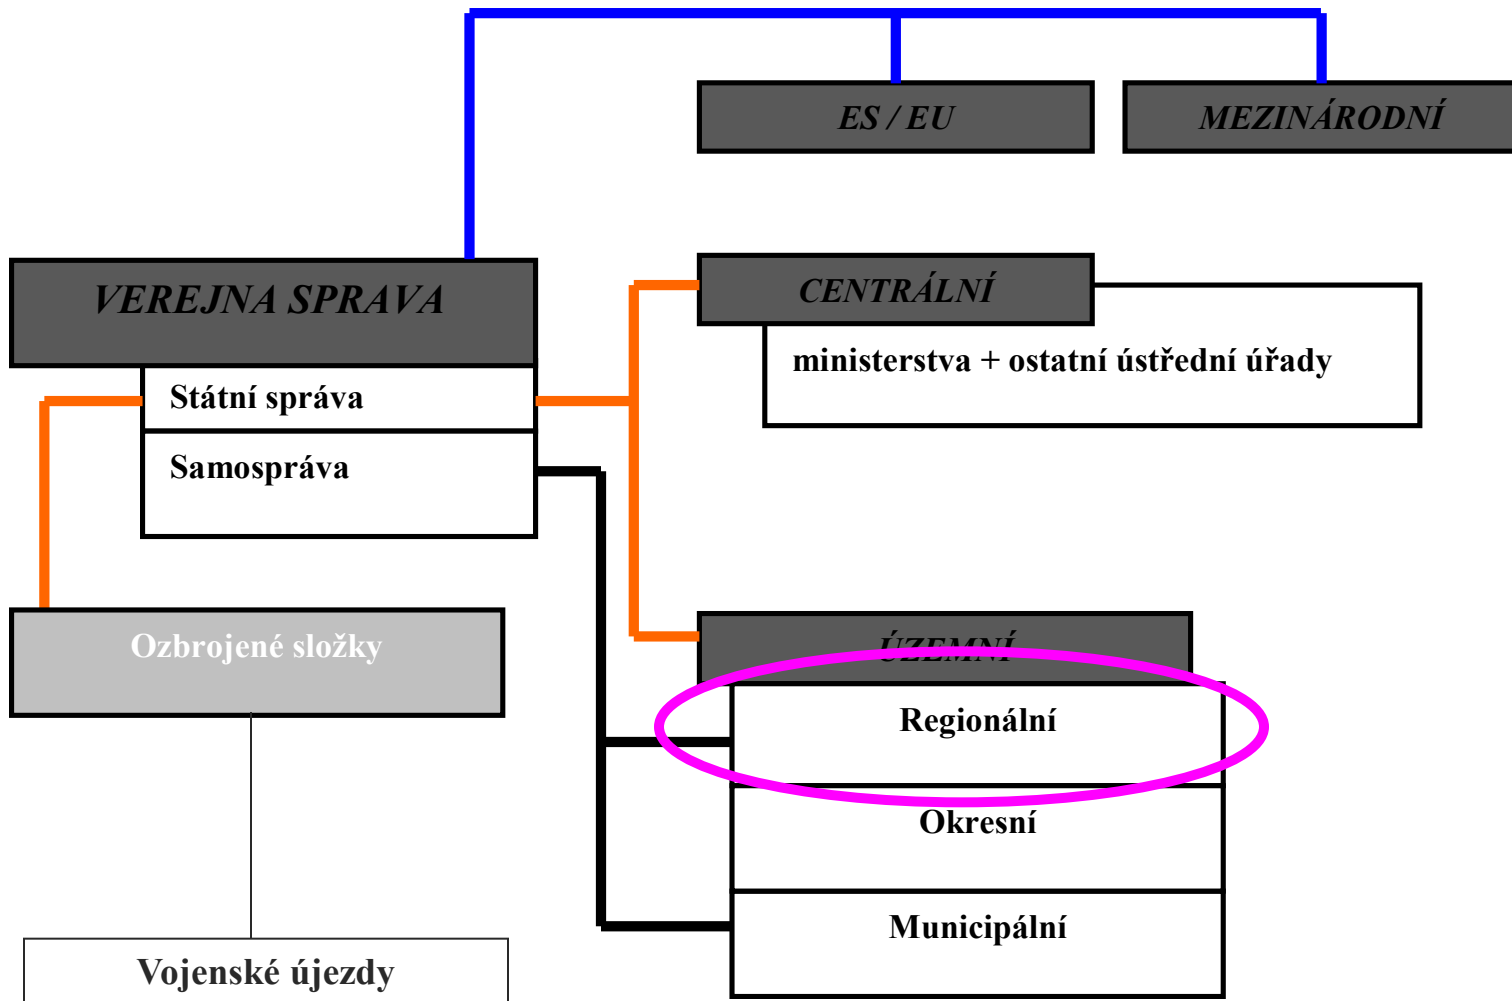 ES / EU
MEZINÁRODNÍ
VEREJNA SPRAVA
CENTRÁLNÍ
ministerstva + ostatní ústřední úřady
Státní správa
Samospráva
Ozbrojené složky
ÚZEMNÍ
Regionální
Okresní
Municipální
Vojenské újezdy